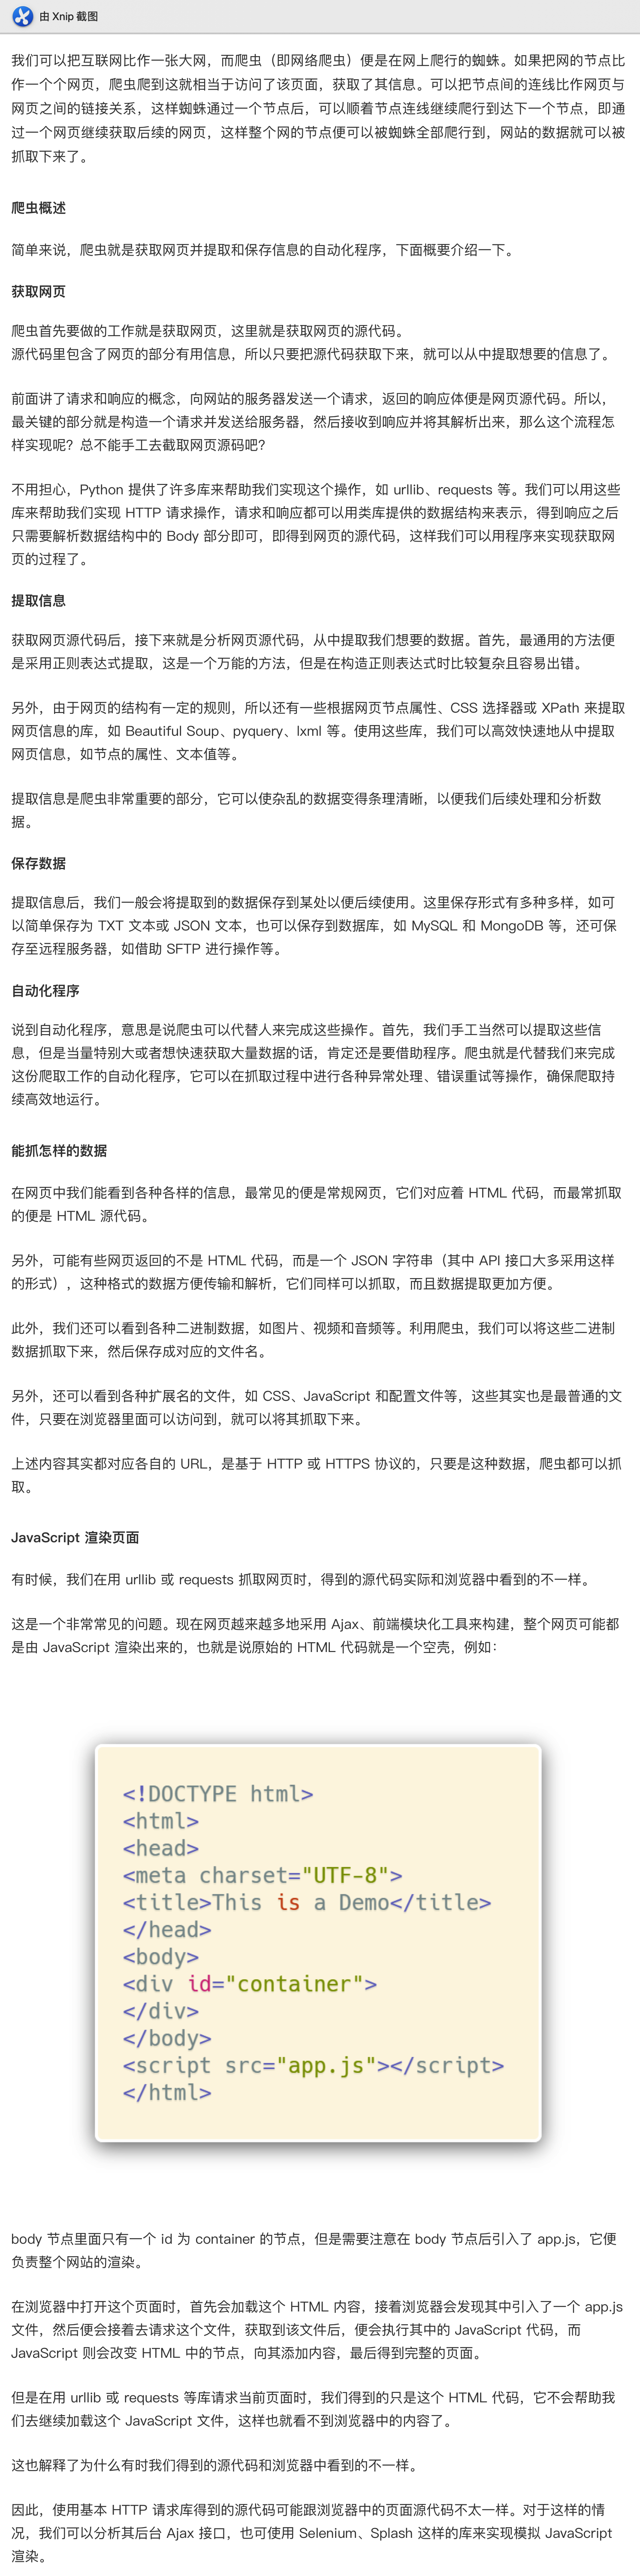 由 Xnip 截图
我们可以把互联网比作一张大网，而爬虫（即网络爬虫）便是在网上爬行的蜘蛛。如果把网的节点比
作一个个网页，爬虫爬到这就相当于访问了该页面，获取了其信息。可以把节点间的连线比作网页与
网页之间的链接关系，这样蜘蛛通过一个节点后，可以顺着节点连线继续爬行到达下一个节点，即通
过一个网页继续获取后续的网页，这样整个网的节点便可以被蜘蛛全部爬行到，网站的数据就可以被
抓取下来了。
爬虫概述
简单来说，爬虫就是获取网页并提取和保存信息的自动化程序，下面概要介绍一下。
获取网页
爬虫首先要做的工作就是获取网页，这里就是获取网页的源代码。
源代码里包含了网页的部分有用信息，所以只要把源代码获取下来，就可以从中提取想要的信息了。
前面讲了请求和响应的概念，向网站的服务器发送一个请求，返回的响应体便是网页源代码。所以，
最关键的部分就是构造一个请求并发送给服务器，然后接收到响应并将其解析出来，那么这个流程怎
样实现呢？总不能手工去截取网页源码吧？
不用担心，Python 提供了许多库来帮助我们实现这个操作，如 urllib、requests 等。我们可以用这些
库来帮助我们实现 HTTP 请求操作，请求和响应都可以用类库提供的数据结构来表示，得到响应之后
只需要解析数据结构中的 Body 部分即可，即得到网页的源代码，这样我们可以用程序来实现获取网
页的过程了。
提取信息
获取网页源代码后，接下来就是分析网页源代码，从中提取我们想要的数据。首先，最通用的方法便
是采用正则表达式提取，这是一个万能的方法，但是在构造正则表达式时比较复杂且容易出错。
另外，由于网页的结构有一定的规则，所以还有一些根据网页节点属性、CSS 选择器或 XPath 来提取
网页信息的库，如 Beautiful Soup、pyquery、lxml 等。使用这些库，我们可以高效快速地从中提取
网页信息，如节点的属性、文本值等。
提取信息是爬虫非常重要的部分，它可以使杂乱的数据变得条理清晰，以便我们后续处理和分析数
据。
保存数据
提取信息后，我们一般会将提取到的数据保存到某处以便后续使用。这里保存形式有多种多样，如可
以简单保存为 TXT 文本或 JSON 文本，也可以保存到数据库，如 MySQL 和 MongoDB 等，还可保
存至远程服务器，如借助 SFTP 进行操作等。
自动化程序
说到自动化程序，意思是说爬虫可以代替人来完成这些操作。首先，我们手工当然可以提取这些信
息，但是当量特别大或者想快速获取大量数据的话，肯定还是要借助程序。爬虫就是代替我们来完成
这份爬取工作的自动化程序，它可以在抓取过程中进行各种异常处理、错误重试等操作，确保爬取持
续高效地运行。
能抓怎样的数据
在网页中我们能看到各种各样的信息，最常见的便是常规网页，它们对应着 HTML 代码，而最常抓取
的便是 HTML 源代码。
另外，可能有些网页返回的不是 HTML 代码，而是一个 JSON 字符串（其中 API 接口大多采用这样
的形式），这种格式的数据方便传输和解析，它们同样可以抓取，而且数据提取更加方便。
此外，我们还可以看到各种二进制数据，如图片、视频和音频等。利用爬虫，我们可以将这些二进制
数据抓取下来，然后保存成对应的文件名。
另外，还可以看到各种扩展名的文件，如 CSS、JavaScript 和配置文件等，这些其实也是最普通的文
件，只要在浏览器里面可以访问到，就可以将其抓取下来。
上述内容其实都对应各自的 URL，是基于 HTTP 或 HTTPS 协议的，只要是这种数据，爬虫都可以抓
取。
JavaScript 渲染页面
有时候，我们在用 urllib 或 requests 抓取网页时，得到的源代码实际和浏览器中看到的不一样。
这是一个非常常见的问题。现在网页越来越多地采用 Ajax、前端模块化工具来构建，整个网页可能都
是由 JavaScript 渲染出来的，也就是说原始的 HTML 代码就是一个空壳，例如：
<!DOCTYPE html>
<html>
<head>
<meta charset="UTF-8">
<title>This is a Demo</title>
</head>
<body>
<div id="container">
</div>
</body>
<script src="app.js"></script>
</html>
body 节点里面只有一个 id 为 container 的节点，但是需要注意在 body 节点后引入了 app.js，它便
负责整个网站的渲染。
在浏览器中打开这个页面时，首先会加载这个 HTML 内容，接着浏览器会发现其中引入了一个 app.js
文件，然后便会接着去请求这个文件，获取到该文件后，便会执行其中的 JavaScript 代码，而
JavaScript 则会改变 HTML 中的节点，向其添加内容，最后得到完整的页面。
但是在用 urllib 或 requests 等库请求当前页面时，我们得到的只是这个 HTML 代码，它不会帮助我
们去继续加载这个 JavaScript 文件，这样也就看不到浏览器中的内容了。
这也解释了为什么有时我们得到的源代码和浏览器中看到的不一样。
因此，使用基本 HTTP 请求库得到的源代码可能跟浏览器中的页面源代码不太一样。对于这样的情
况，我们可以分析其后台 Ajax 接口，也可使用 Selenium、Splash 这样的库来实现模拟 JavaScript
渲染。